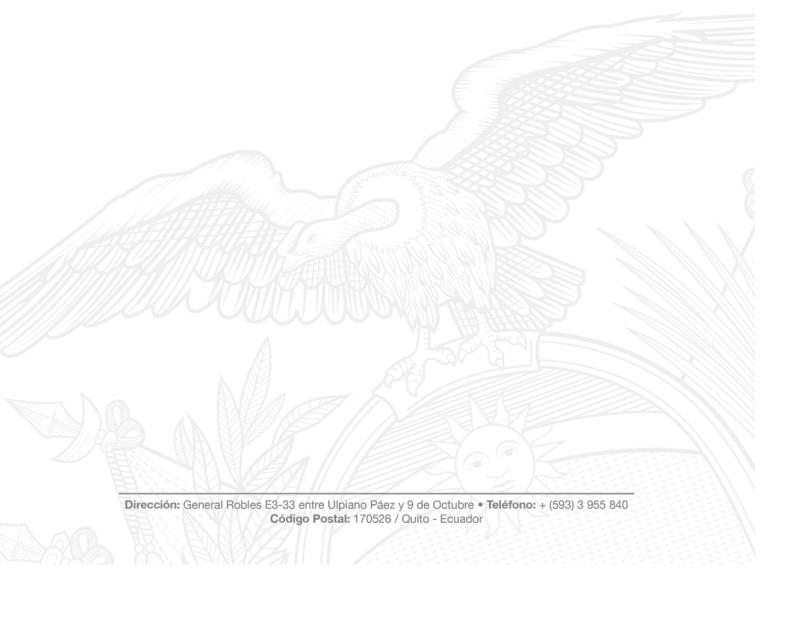 Dirección: General Robles E3-33 entre Ulpiano Páez y 9 de Octubre • Teléfono: + (593) 3 955 840
Código Postal: 170526 / Quito - Ecuador